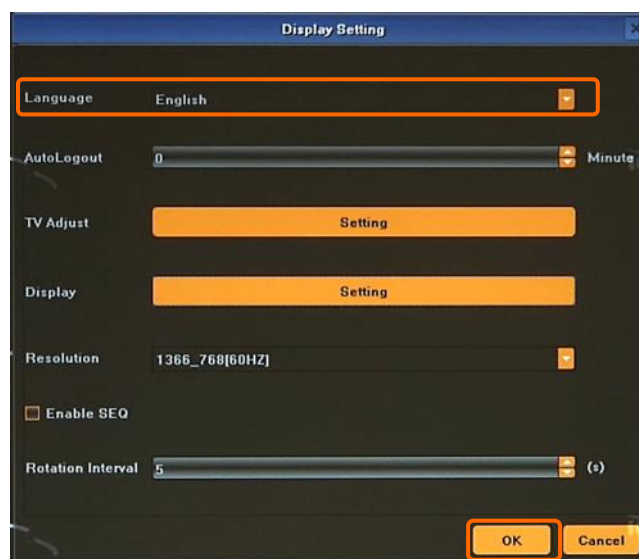 Display Setting
Language English
AutoLogout 0 Minute
TV Adjust Setting
Display Setting
Resolution 1366_768[60HZ]
Enable SEQ
Rotation Interval 5 (s)
OK Cancel